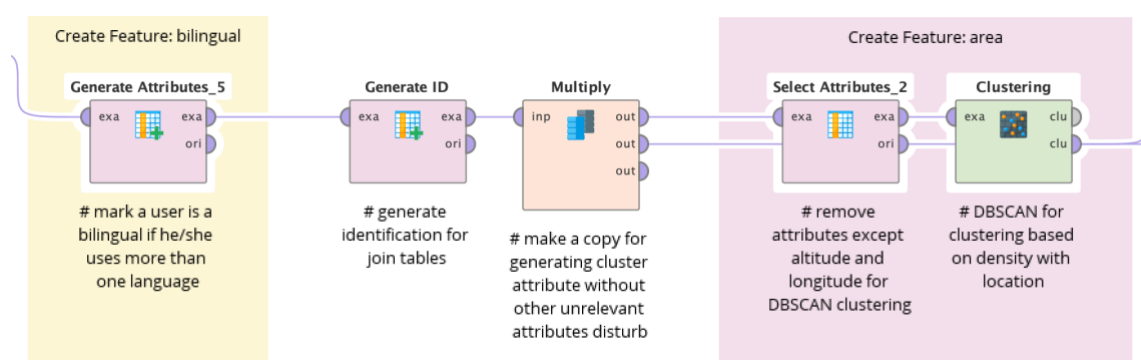 Create Feature: bilingual
Create Feature: area
Generate Attributes_5
exa
exa
ori
# mark a user is a
bilingual if he/she
uses more than
one language
Generate ID
exa
exa
ori
# generate
identification for
join tables
Multiply
inp
out
out
out
# make a copy for
generating cluster
attribute without
other unrelevant
attributes disturb
Select Attributes_2
exa
exa
ori
# remove
attributes except
altitude and
longitude for
DBSCAN clustering
Clustering
exa
clu
clu
# DBSCAN for
clustering based
on density with
location